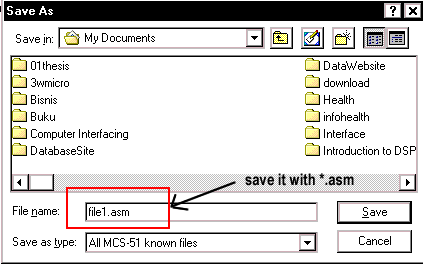 Save As
Save in: My Documents
01thesis
3wmicro
Bisnis
Buku
Computer Interfacing
DatabaseSite
DataWebsite
download
Health
infohealth
Interface
Introduction to DSP
save it with *.asm
File name: file1.asm
Save
Save as type: All MCS-51 known files
Cancel